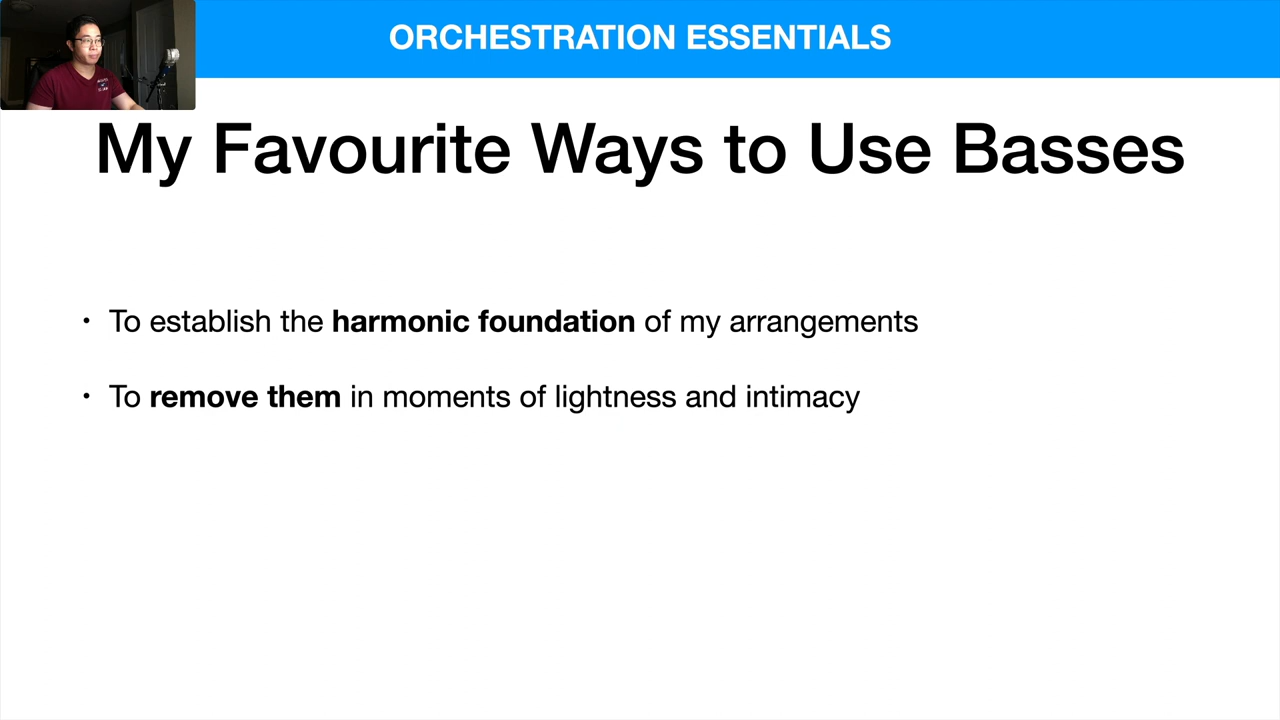 ORCHESTRATION ESSENTIALS
My Favourite Ways to Use Basses
• To establish the harmonic foundation of my arrangements
• To remove them in moments of lightness and intimacy